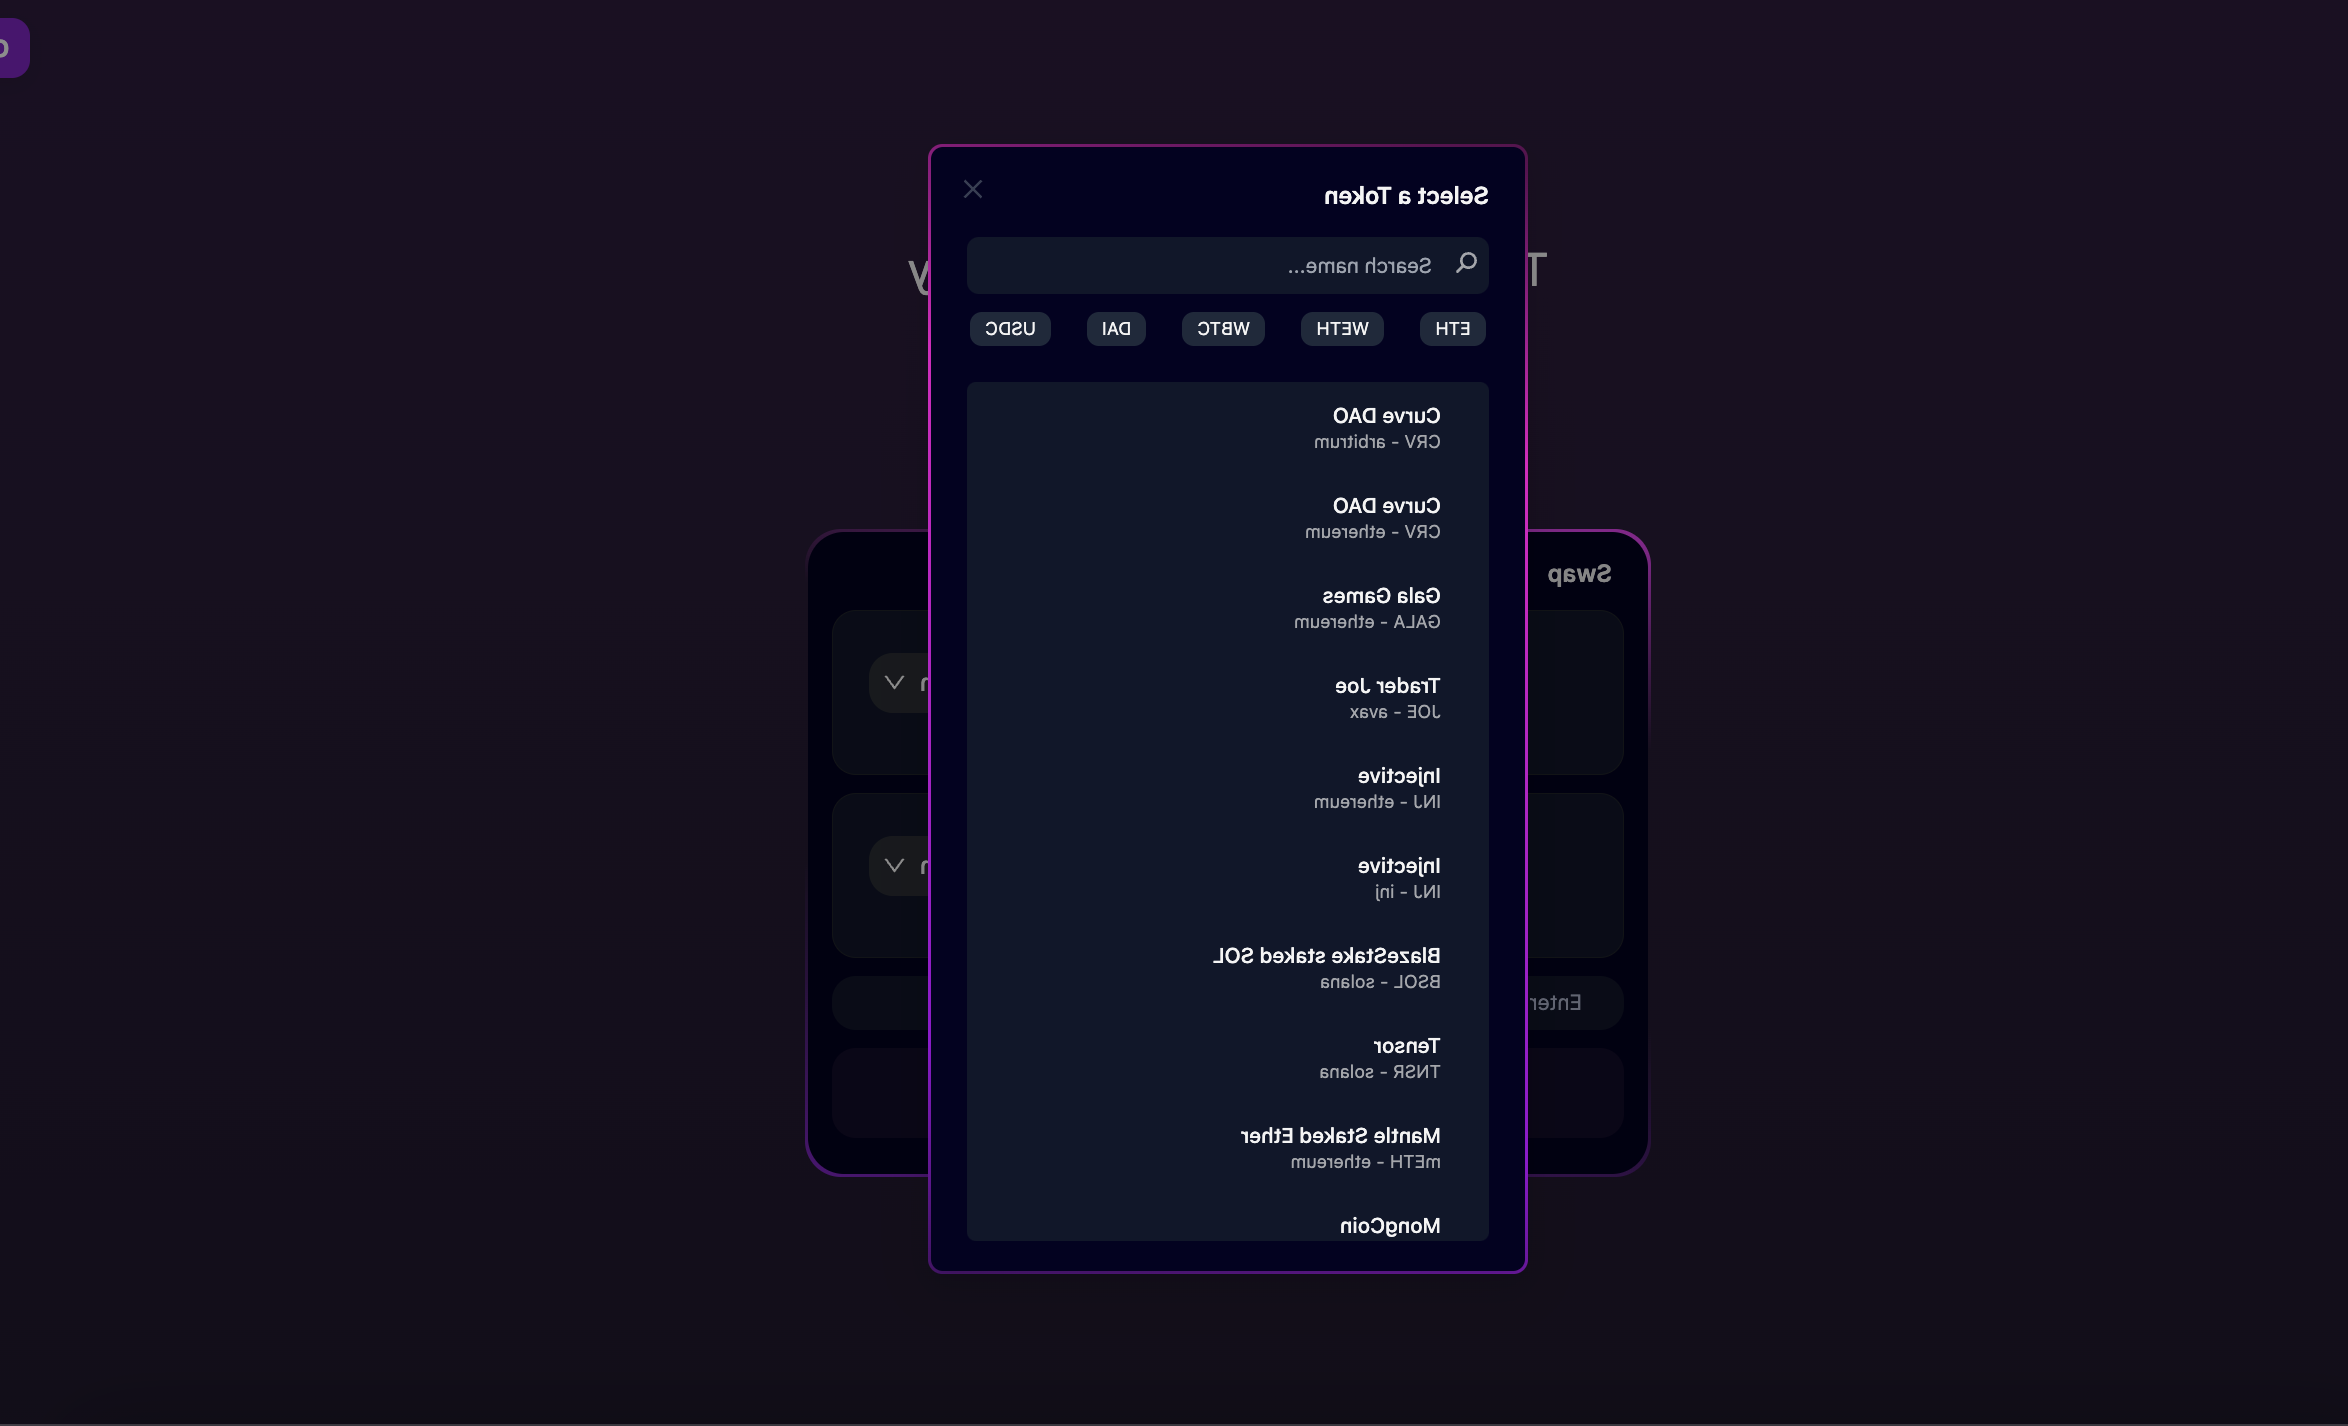 Select a Token
Search name...
ETH WETH WBTC DAI USDC
Curve DAO
CRV - arbitrum
Curve DAO
CRV - ethereum
Gala Games
GALA - ethereum
Trader Joe
JOE - avax
Injective
INJ - ethereum
Injective
INJ - inj
BlazeStake staked SOL
BSOL - solana
Tensor
TNSR - solana
Mantle Staked Ether
mETH - ethereum
MongCoin
Swap
Enter